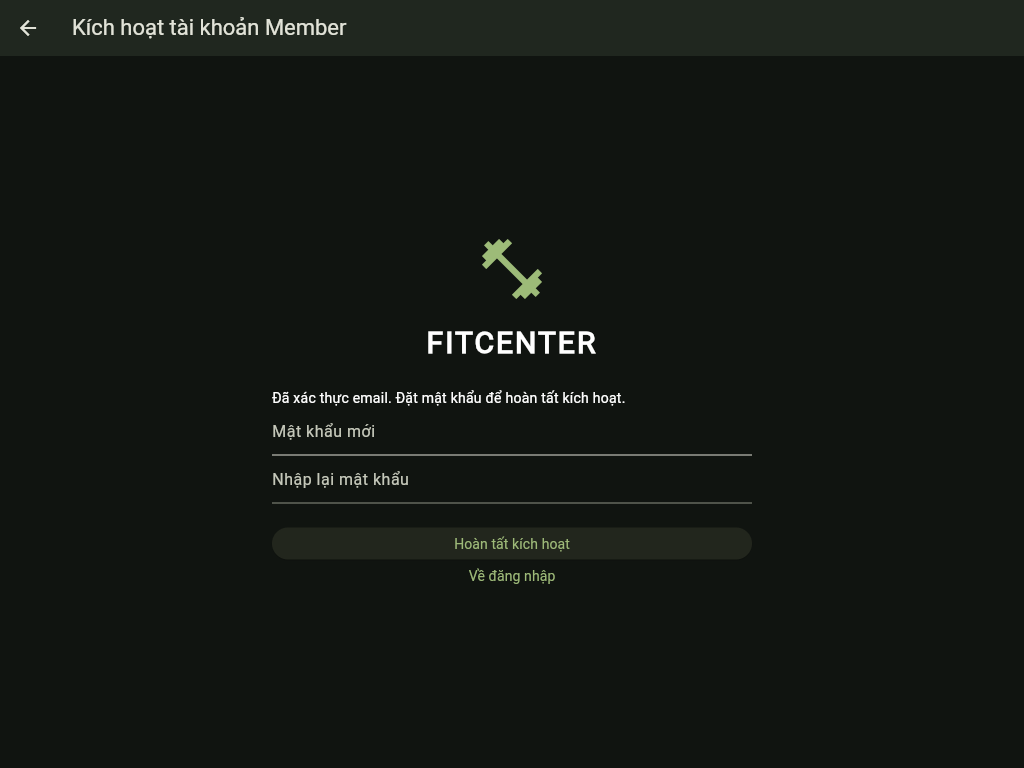 Kích hoạt tài khoản Member
FITCENTER
Đã xác thực email. Đặt mật khẩu để hoàn tất kích hoạt.
Mật khẩu mới
Nhập lại mật khẩu
Hoàn tất kích hoạt
Về đăng nhập